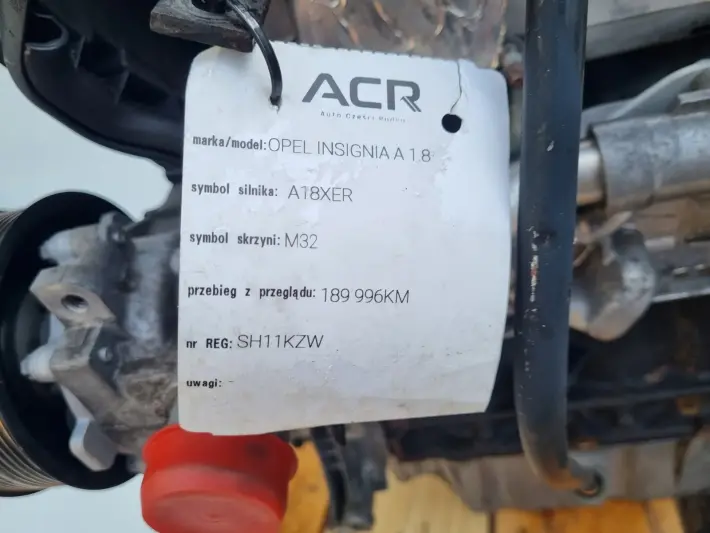 ACR
Auto Części Rudnik
marka/model: OPEL INSIGNIA A 1.8
symbol silnika: A18XER
symbol skrzyni: M32
przebieg z przeglądu: 189 996KM
nr REG: SH11KZW
uwagi: -